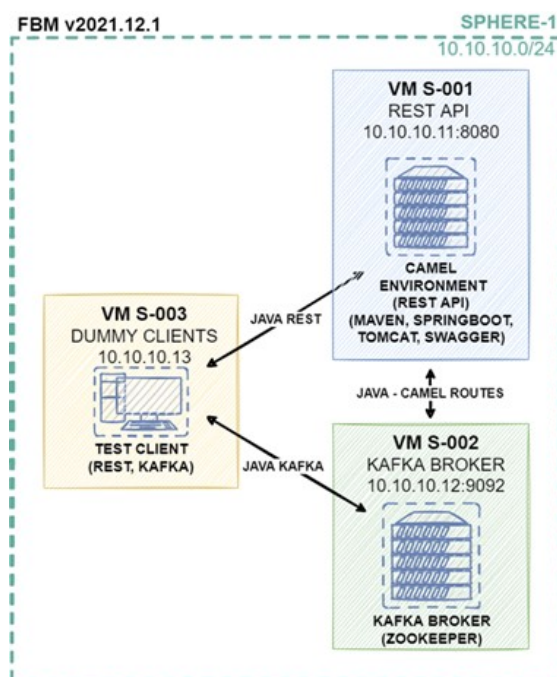 FBM v2021.12.1
SPHERE-1
10.10.10.0/24
VM S-001
REST API
10.10.10.11:8080
CAMEL
ENVIRONMENT
(REST API)
(MAVEN, SPRINGBOOT,
TOMCAT, SWAGGER)
VM S-003
DUMMY CLIENTS
10.10.10.13
TEST CLIENT
(REST, KAFKA)
JAVA REST
JAVA - CAMEL ROUTES
JAVA KAFKA
VM S-002
KAFKA BROKER
10.10.10.12:9092
KAFKA BROKER
(ZOOKEEPER)